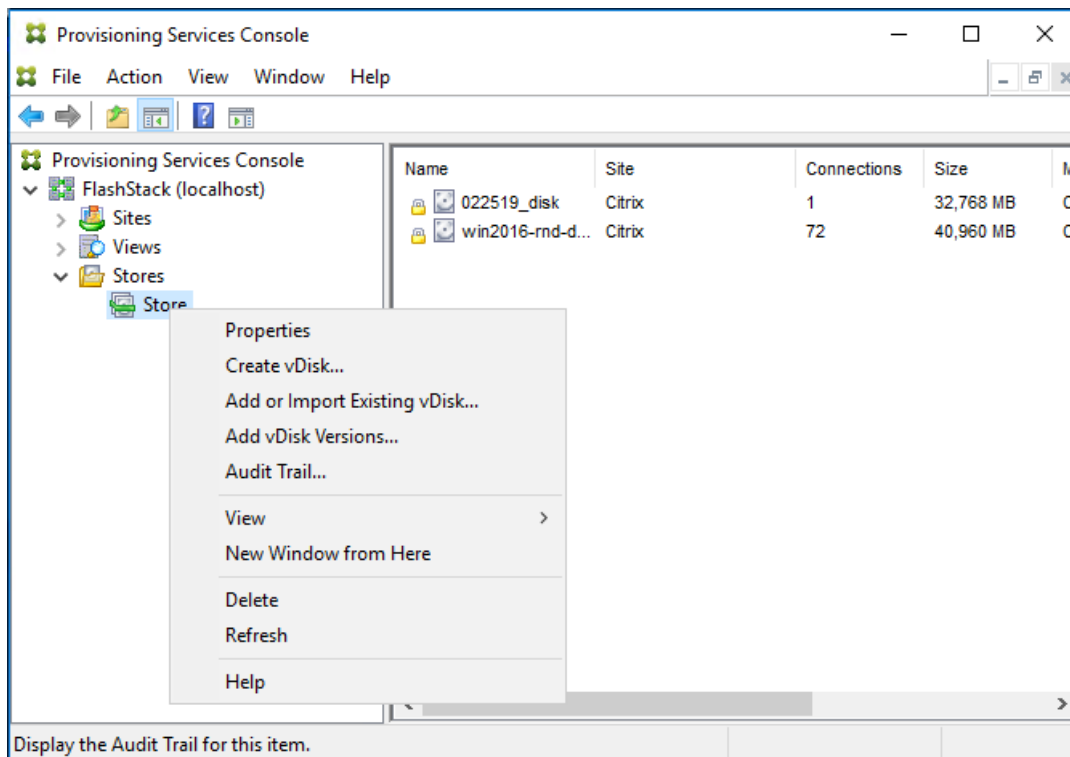 Provisioning Services Console
File Action View Window Help
Provisioning Services Console
FlashStack (localhost)
Sites
Views
Stores
Store
Name Site Connections Size
022519_disk Citrix 1 32,768 MB
win2016-rnd-d... Citrix 72 40,960 MB
Properties
Create vDisk...
Add or Import Existing vDisk...
Add vDisk Versions...
Audit Trail...
View
New Window from Here
Delete
Refresh
Help
Display the Audit Trail for this item.